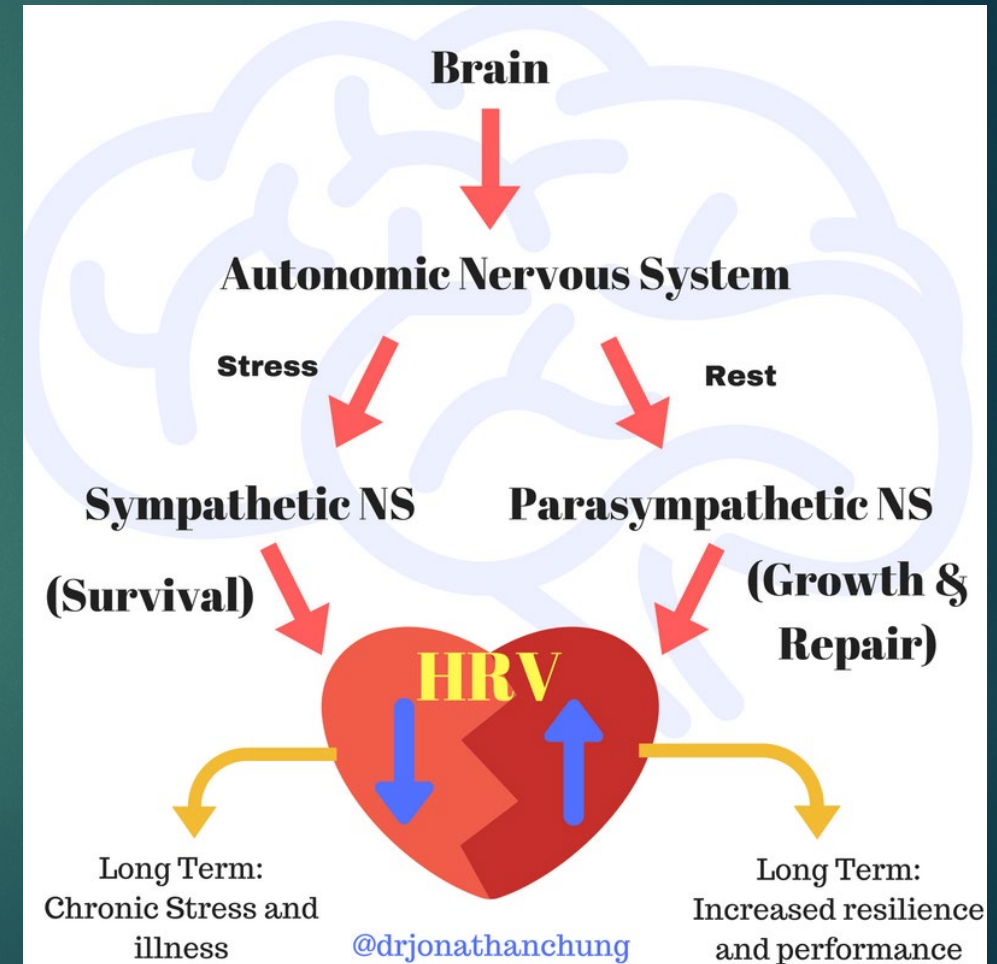 Brain
Autonomic Nervous System
Stress
Rest
Sympathetic NS
Parasympathetic NS
(Survival)
(Growth &
Repair)
HRV
Long Term:
Chronic Stress and
illness
Long Term:
Increased resilience
and performance
@drjonathanchung